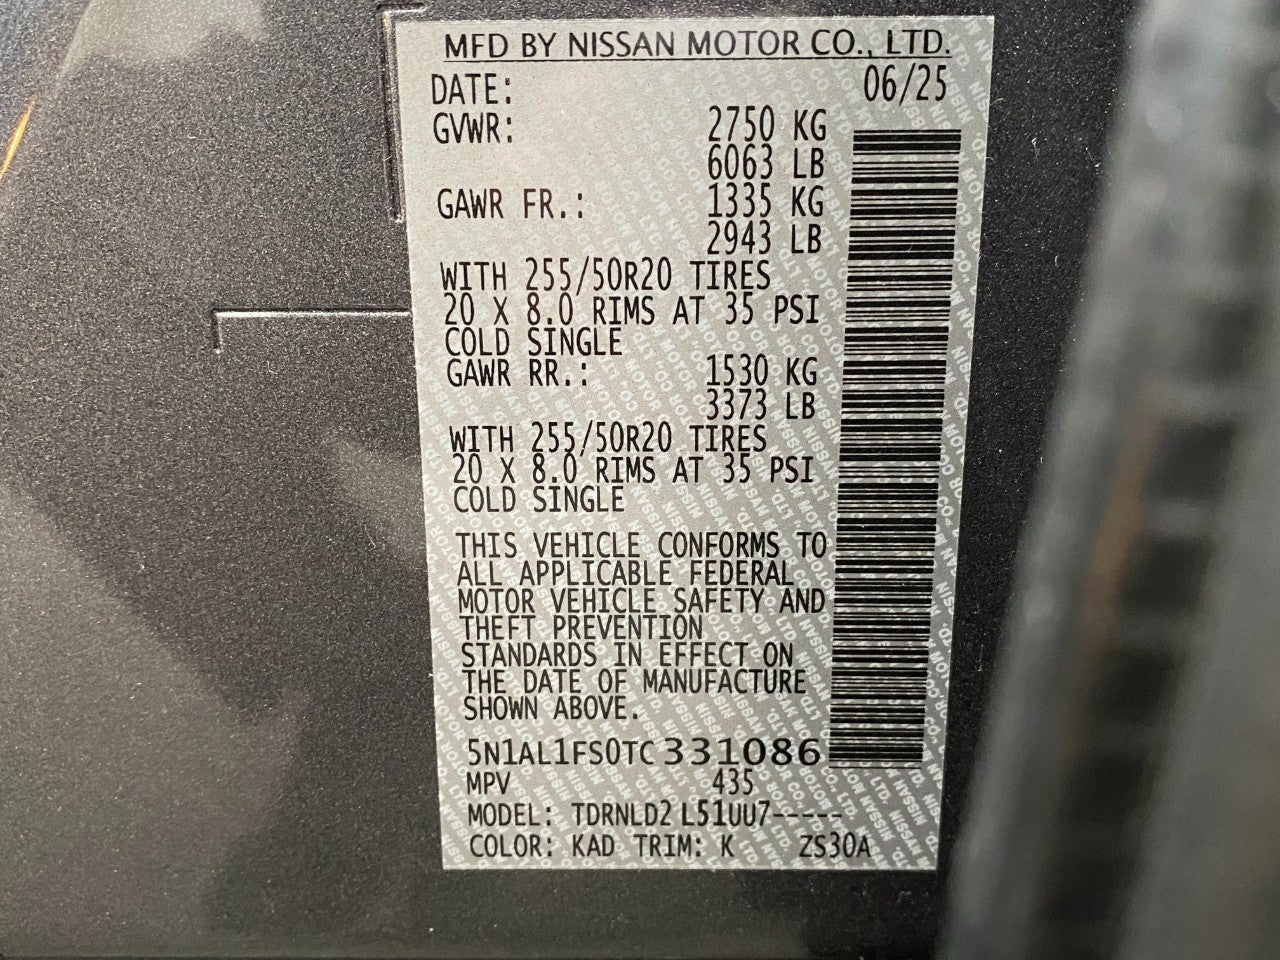 MFD BY NISSAN MOTOR CO., LTD.
DATE: 06/25
GVWR: 2750 KG
6063 LB
GAWR FR.: 1335 KG
2943 LB
WITH 255/50R20 TIRES
20 X 8.0 RIMS AT 35 PSI
COLD SINGLE
GAWR RR.: 1530 KG
3373 LB
WITH 255/50R20 TIRES
20 X 8.0 RIMS AT 35 PSI
COLD SINGLE
THIS VEHICLE CONFORMS TO
ALL APPLICABLE FEDERAL
MOTOR VEHICLE SAFETY AND
THEFT PREVENTION
STANDARDS IN EFFECT ON
THE DATE OF MANUFACTURE
SHOWN ABOVE.
5N1AL1FS0TC331086
MPV 435
MODEL: TDRNLD2 L51UU7-----
COLOR: KAD TRIM: K ZS30A